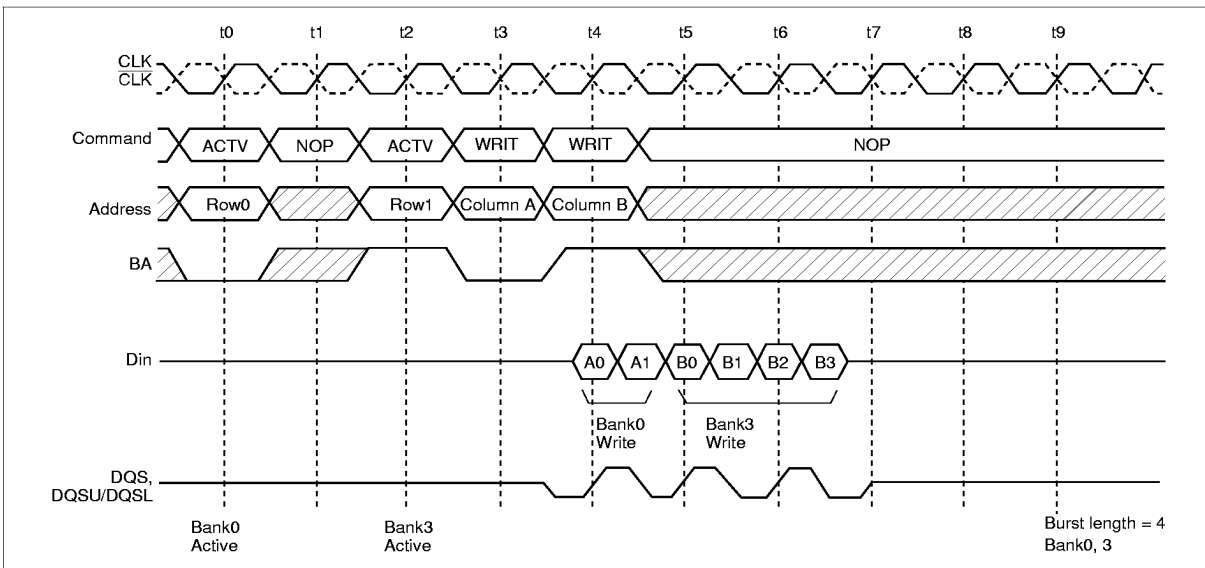 t0 t1 t2 t3 t4 t5 t6 t7 t8 t9
CLK
CLK
Command ACTV NOP ACTV WRIT WRIT NOP
Address Row0 Row1 Column A Column B
BA
Din A0 A1 B0 B1 B2 B3
Bank0 Bank3
Write Write
DQS,
DQSU/DQSL
Bank0 Bank3 Burst length = 4
Active Active Bank0, 3